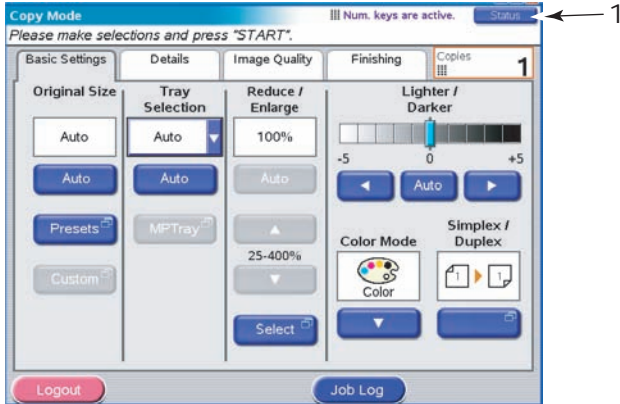 Copy Mode
Num. keys are active.
Status
1
Please make selections and press "START".
Basic Settings
Details
Image Quality
Finishing
Copies
1
Original Size
Tray
Selection
Reduce /
Enlarge
Lighter /
Darker
Auto
Auto
100%
-5
0
+5
Auto
Auto
Auto
Auto
Presets
MPTray
25-400%
Custom
Select
Color Mode
Color
Simplex /
Duplex
1
1
Logout
Job Log